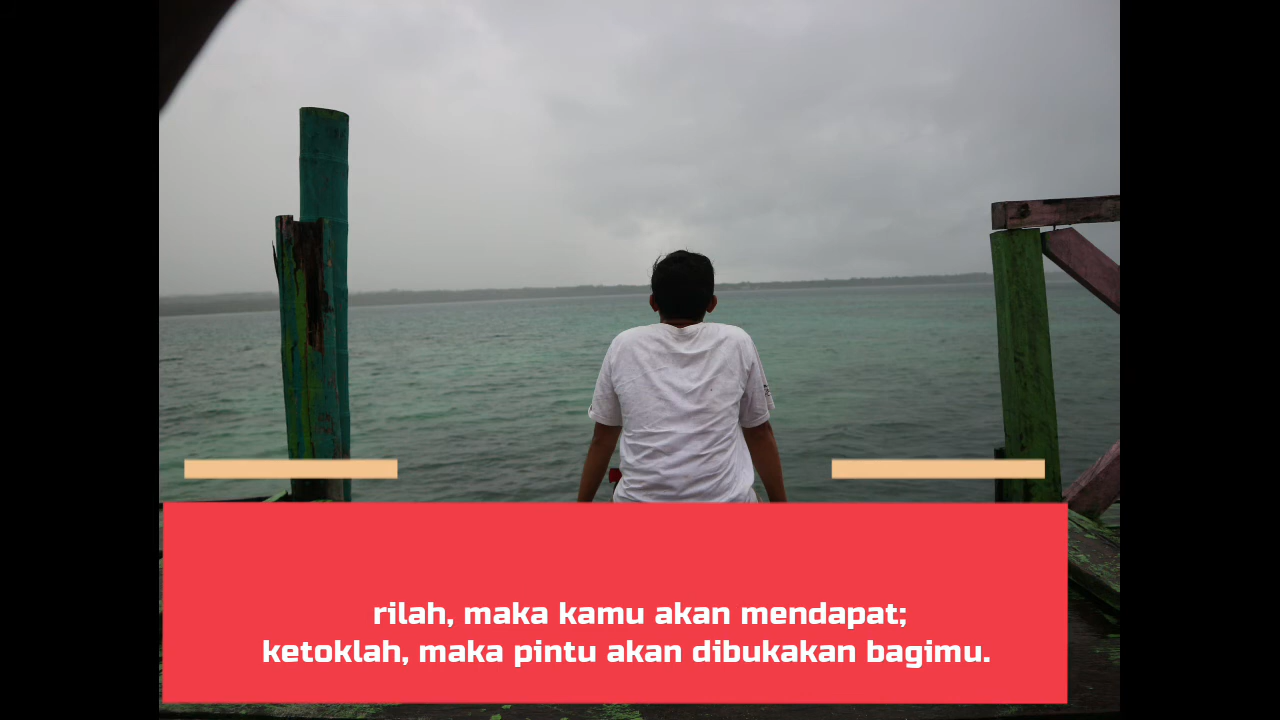 rilah, maka kamu akan mendapat;
ketoklah, maka pintu akan dibukakan bagimu.